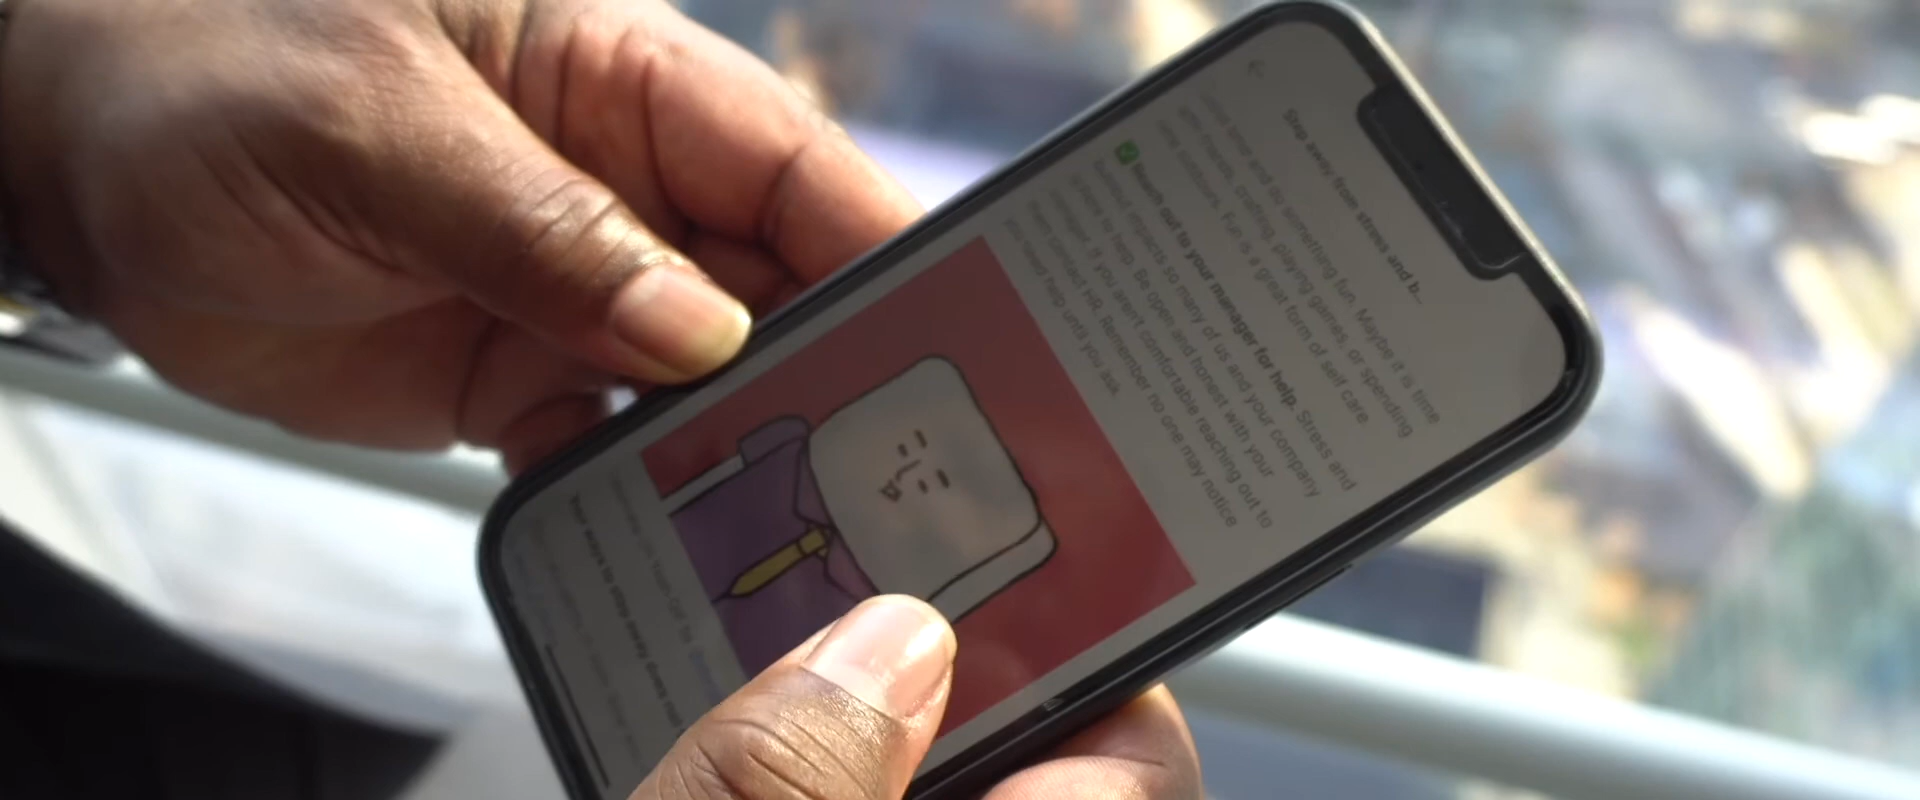 Step away from stress and b...
your time and do something fun. Maybe it is time
with friends, crafting, playing games, or spending
time outdoors. Fun is a great form of self care.
Reach out to your manager for help. Stress and
burnout impacts so many of us and your company
wants to help. Be open and honest with your
manager. If you aren't comfortable reaching out to
them contact HR. Remember no one may notice
you need help until you ask.